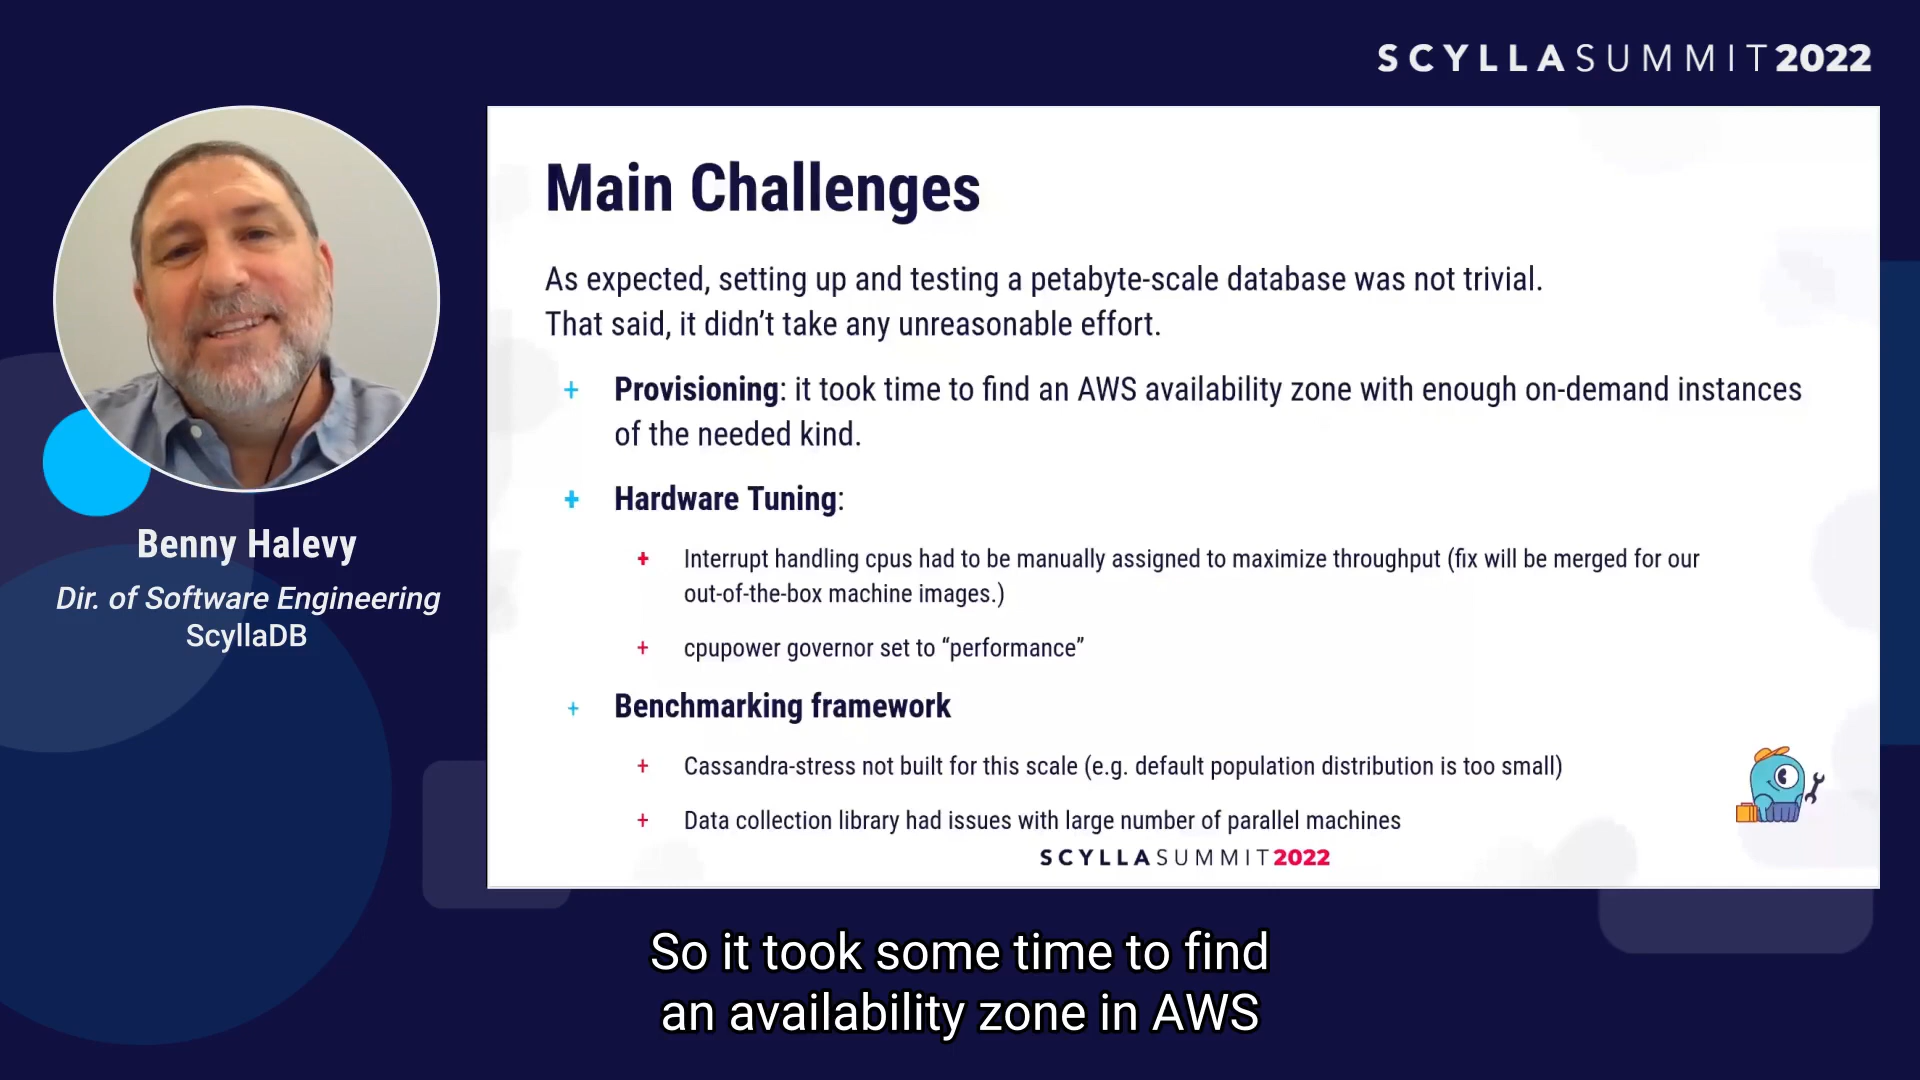 SCYLLASUMMIT2022
Main Challenges
As expected, setting up and testing a petabyte-scale database was not trivial.
That said, it didn’t take any unreasonable effort.
+ Provisioning: it took time to find an AWS availability zone with enough on-demand instances
of the needed kind.
+ Hardware Tuning:
+ Interrupt handling cpus had to be manually assigned to maximize throughput (fix will be merged for our
out-of-the-box machine images.)
+ cpupower governor set to “performance”
+ Benchmarking framework
+ Cassandra-stress not built for this scale (e.g. default population distribution is too small)
+ Data collection library had issues with large number of parallel machines
SCYLLASUMMIT2022
Benny Halevy
Dir. of Software Engineering
ScyllaDB
So it took some time to find
an availability zone in AWS